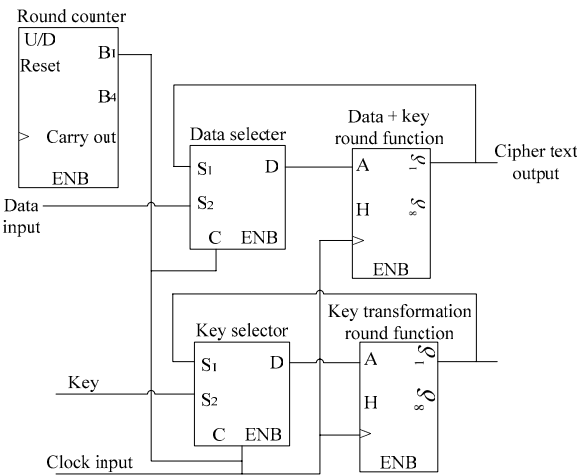 Round counter
U/D
B1
Reset
B4
Carry out
ENB
Data + key
round function
Data selecter
S1
D
A
δ1
Cipher text
output
S2
H
δ8
Data
input
C ENB
ENB
Key transformation
round function
Key selector
S1
D
A
δ1
Key
S2
H
δ8
C ENB
Clock input
ENB